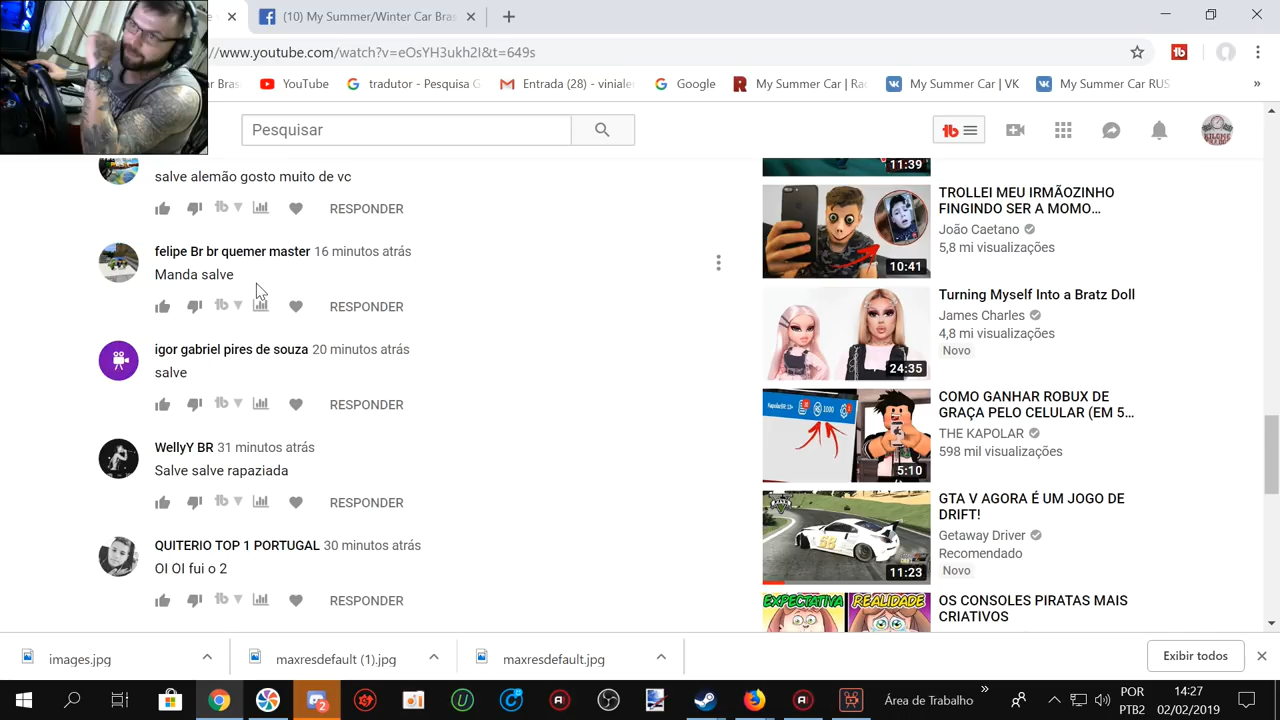 (10) My Summer/Winter Car Bras
/www.youtube.com/watch?v=eOsYH3ukh2I&t=649s
Bras
YouTube
tradutor - Pesquisa G
Entrada (28) - viniale
Google
My Summer Car | Ra
My Summer Car | VK
My Summer Car RUS
»
Pesquisar
salve alemão gosto muito de vc
RESPONDER
felipe Br br quemer master 16 minutos atrás
Manda salve
RESPONDER
igor gabriel pires de souza 20 minutos atrás
salve
RESPONDER
WellyY BR 31 minutos atrás
Salve salve rapaziada
RESPONDER
QUITERIO TOP 1 PORTUGAL 30 minutos atrás
OI OI fui o 2
RESPONDER
11:39
TROLLEI MEU IRMÃOZINHO
FINGINDO SER A MOMO...
João Caetano
5,8 mi visualizações
10:41
Turning Myself Into a Bratz Doll
James Charles
4,8 mi visualizações
Novo
24:35
COMO GANHAR ROBUX DE
GRAÇA PELO CELULAR (EM 5...
THE KAPOLAR
598 mil visualizações
5:10
GTA V AGORA É UM JOGO DE
DRIFT!
Getaway Driver
Recomendado
Novo
11:23
EXPECTATIVA REALIDADE
OS CONSOLES PIRATAS MAIS
CRIATIVOS
images.jpg
maxresdefault (1).jpg
maxresdefault.jpg
Exibir todos
Área de Trabalho
»
POR
PTB2
14:27
02/02/2019